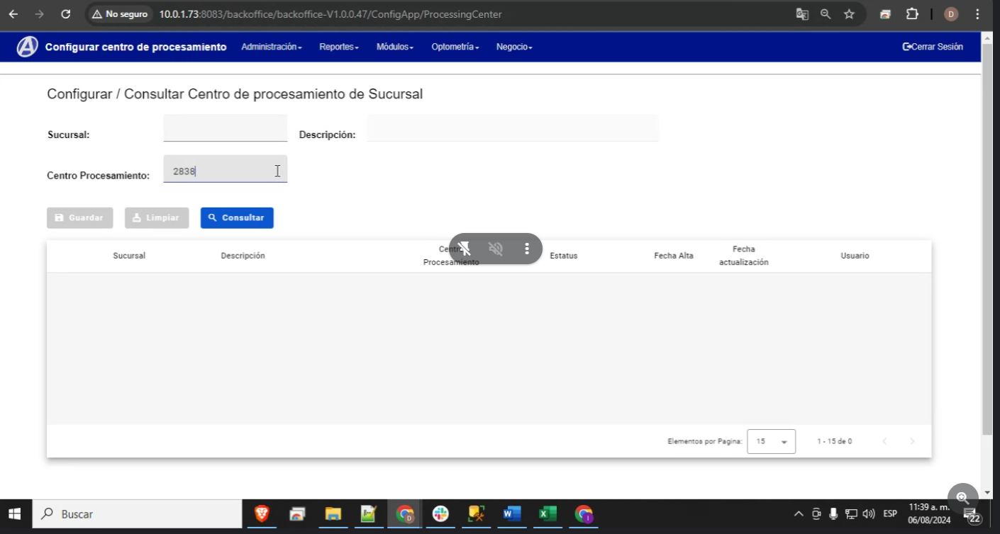 No seguro 10.0.1.73:8083/backoffice/backoffice-V1.0.0.47/ConfigApp/ProcessingCenter D
Configurar centro de procesamiento Administración Reportes Módulos Optometría Negocio Cerrar Sesión
Configurar / Consultar Centro de procesamiento de Sucursal
Sucursal: Descripción:
Centro Procesamiento: 2838
Guardar Limpiar Consultar
Sucursal Descripción Centro Procesamiento Estatus Fecha Alta Fecha actualización Usuario
Elementos por Pagina: 15 1 - 15 de 0
Buscar ESP 11:39 a. m.
06/08/2024 22